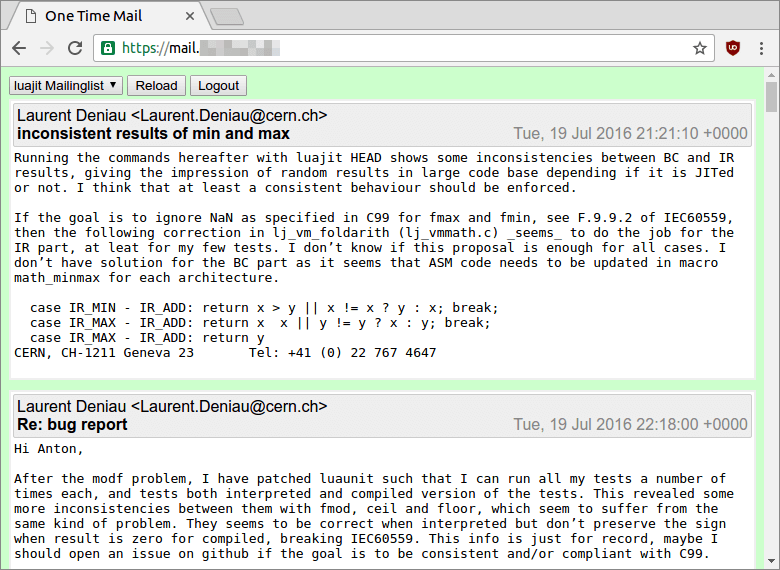 One Time Mail
https://mail.
luajit Mailinglist Reload Logout
Laurent Deniau <Laurent.Deniau@cern.ch>
inconsistent results of min and max Tue, 19 Jul 2016 21:21:10 +0000
Running the commands hereafter with luajit HEAD shows some inconsistencies between BC and IR
results, giving the impression of random results in large code base depending if it is JITed
or not. I think that at least a consistent behaviour should be enforced.
If the goal is to ignore NaN as specified in C99 for fmax and fmin, see F.9.9.2 of IEC60559,
then the following correction in lj_vm_foldarith (lj_vmmath.c) _seems_ to do the job for the
IR part, at leat for my few tests. I don’t know if this proposal is enough for all cases. I
don’t have solution for the BC part as it seems that ASM code needs to be updated in macro
math_minmax for each architecture.
case IR_MIN - IR_ADD: return x > y || x != x ? y : x; break;
case IR_MAX - IR_ADD: return x  x || y != y ? x : y; break;
case IR_MAX - IR_ADD: return y
CERN, CH-1211 Geneva 23 Tel: +41 (0) 22 767 4647
Laurent Deniau <Laurent.Deniau@cern.ch>
Re: bug report Tue, 19 Jul 2016 22:18:00 +0000
Hi Anton,
After the modf problem, I have patched luaunit such that I can run all my tests a number of
times each, and tests both interpreted and compiled version of the tests. This revealed some
more inconsistencies between them with fmod, ceil and floor, which seem to suffer from the
same kind of problem. They seems to be correct when interpreted but don’t preserve the sign
when result is zero for compiled, breaking IEC60559. This info is just for record, maybe I
should open an issue on github if the goal is to be consistent and/or compliant with C99.